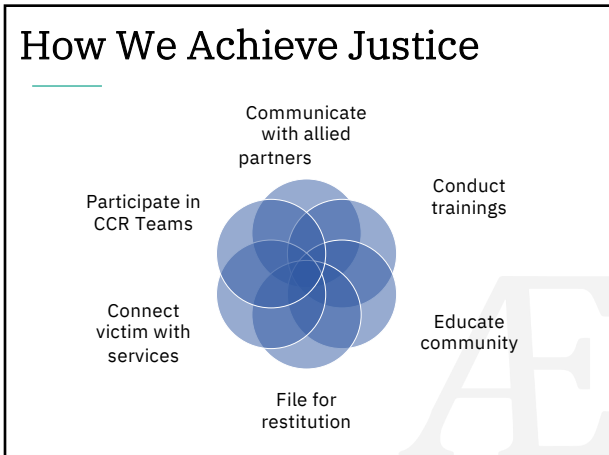 How We Achieve Justice
Communicate
with allied
partners
Conduct
trainings
Educate
community
File for
restitution
Connect
victim with
services
Participate in
CCR Teams
Æ